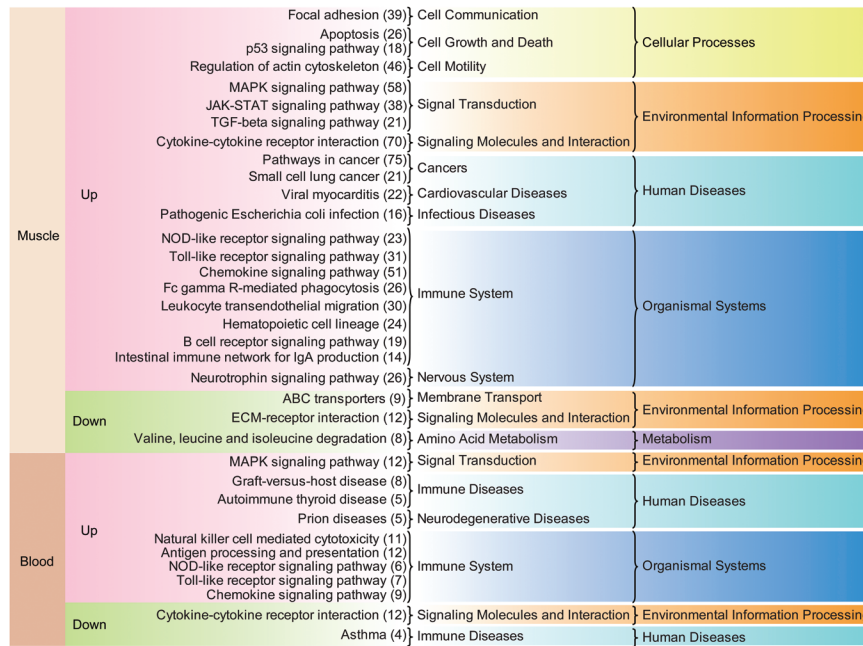 Focal adhesion (39) Cell Communication
Apoptosis (26)
p53 signaling pathway (18) Cell Growth and Death Cellular Processes
Regulation of actin cytoskeleton (46) Cell Motility
MAPK signaling pathway (58)
JAK-STAT signaling pathway (38) Signal Transduction
TGF-beta signaling pathway (21) Environmental Information Processin
Cytokine-cytokine receptor interaction (70) Signaling Molecules and Interaction
Pathways in cancer (75)
Small cell lung cancer (21) Cancers
Up Viral myocarditis (22) Cardiovascular Diseases Human Diseases
Pathogenic Escherichia coli infection (16) Infectious Diseases
Muscle
NOD-like receptor signaling pathway (23)
Toll-like receptor signaling pathway (31)
Chemokine signaling pathway (51)
Fc gamma R-mediated phagocytosis (26) Immune System
Leukocyte transendothelial migration (30) Organismal Systems
Hematopoietic cell lineage (24)
B cell receptor signaling pathway (19)
Intestinal immune network for IgA production (14)
Neurotrophin signaling pathway (26) Nervous System
ABC transporters (9) Membrane Transport
Down ECM-receptor interaction (12) Signaling Molecules and Interaction Environmental Information Processin
Valine, leucine and isoleucine degradation (8) Amino Acid Metabolism Metabolism
MAPK signaling pathway (12) Signal Transduction Environmental Information Processin
Graft-versus-host disease (8)
Autoimmune thyroid disease (5) Immune Diseases Human Diseases
Prion diseases (5) Neurodegenerative Diseases
Up
Natural killer cell mediated cytotoxicity (11)
Antigen processing and presentation (12)
Blood NOD-like receptor signaling pathway (6) Immune System Organismal Systems
Toll-like receptor signaling pathway (7)
Chemokine signaling pathway (9)
Cytokine-cytokine receptor interaction (12) Signaling Molecules and Interaction Environmental Information Processin
Down
Asthma (4) Immune Diseases Human Diseases